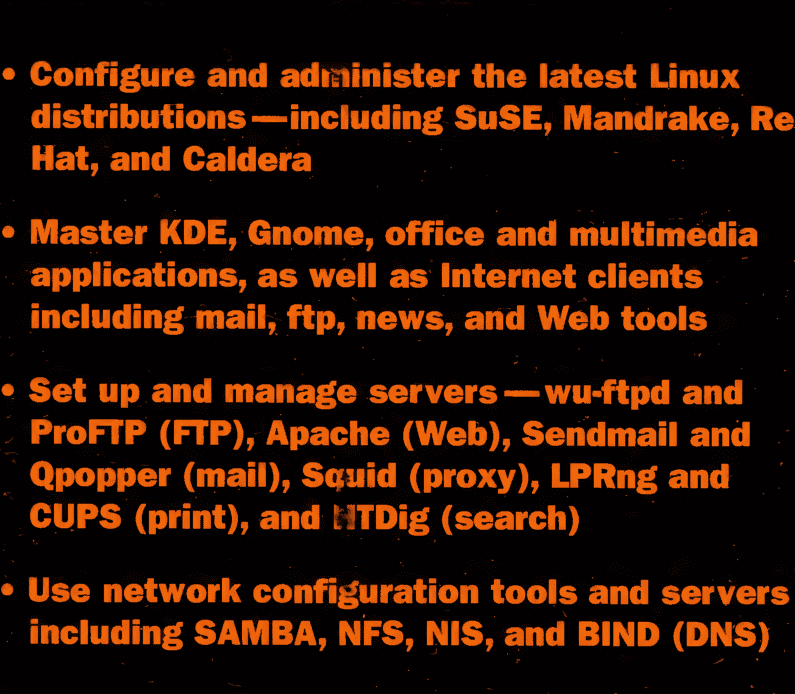 • Configure and administer the latest Linux
distributions—including SuSE, Mandrake, Re
Hat, and Caldera
• Master KDE, Gnome, office and multimedia
applications, as well as Internet clients
including mail, ftp, news, and Web tools
• Set up and manage servers—wu-ftpd and
ProFTP (FTP), Apache (Web), Sendmail and
Qpopper (mail), Squid (proxy), LPRng and
CUPS (print), and HTDig (search)
• Use network configuration tools and servers
including SAMBA, NFS, NIS, and BIND (DNS)